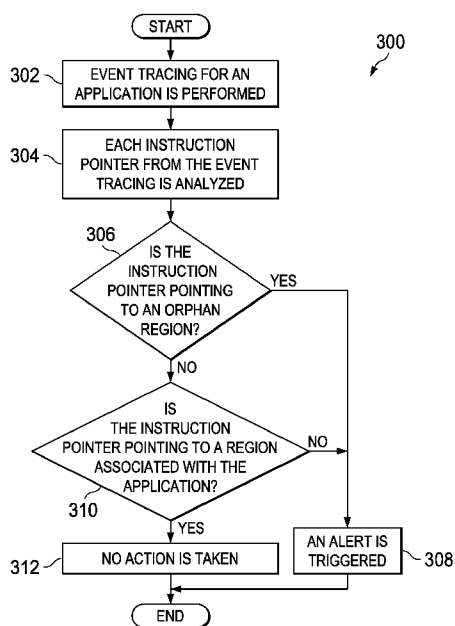 START
300
302
EVENT TRACING FOR AN
APPLICATION IS PERFORMED
304
EACH INSTRUCTION
POINTER FROM THE EVENT
TRACING IS ANALYZED
306
IS THE
INSTRUCTION
POINTER POINTING
TO AN ORPHAN
REGION?
YES
NO
IS
THE INSTRUCTION
POINTER POINTING TO A REGION
ASSOCIATED WITH THE
APPLICATION?
NO
310
YES
312
NO ACTION IS TAKEN
AN ALERT IS
TRIGGERED
308
END